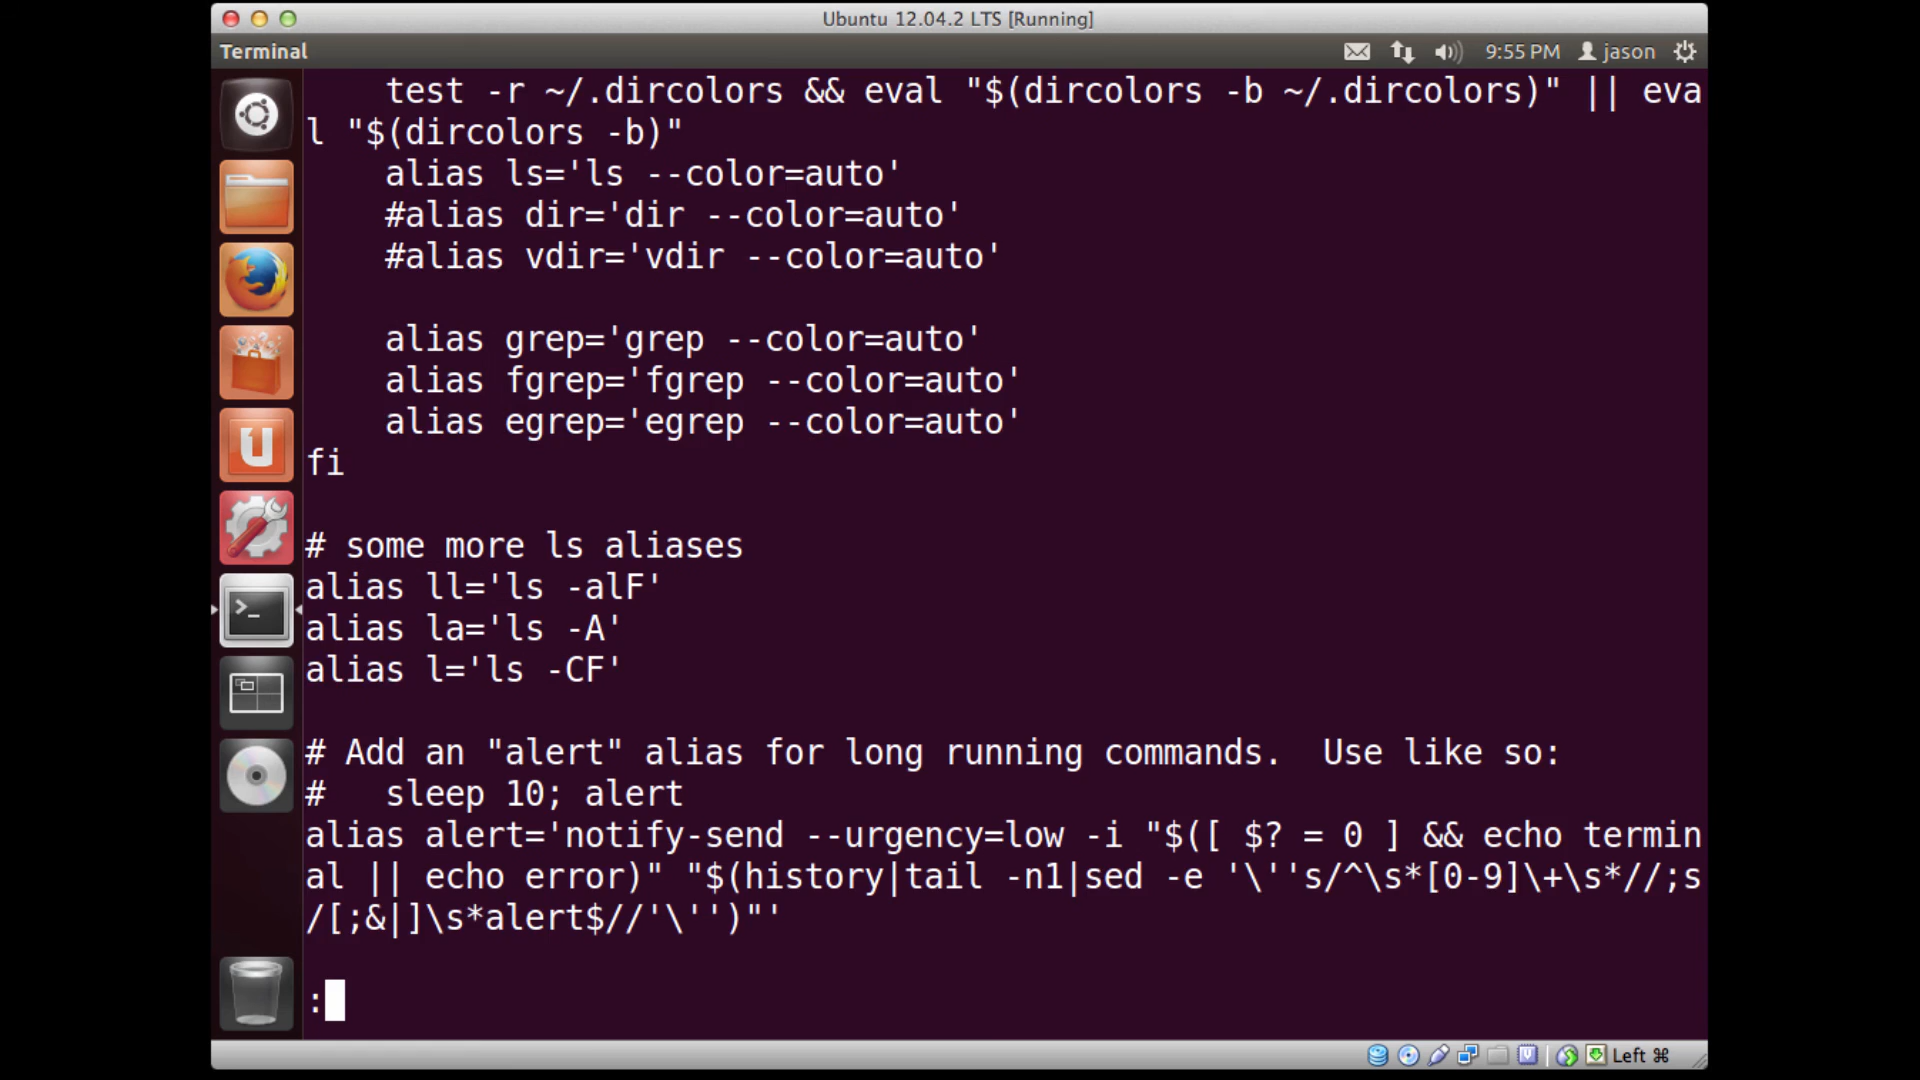 Ubuntu 12.04.2 LTS [Running]
Terminal 9:55 PM jason
    test -r ~/.dircolors && eval "$(dircolors -b ~/.dircolors)" || eva
l "$(dircolors -b)"
    alias ls='ls --color=auto'
    #alias dir='dir --color=auto'
    #alias vdir='vdir --color=auto'
    alias grep='grep --color=auto'
    alias fgrep='fgrep --color=auto'
    alias egrep='egrep --color=auto'
fi
# some more ls aliases
alias ll='ls -alF'
alias la='ls -A'
alias l='ls -CF'
# Add an "alert" alias for long running commands.  Use like so:
#   sleep 10; alert
alias alert='notify-send --urgency=low -i "$([ $? = 0 ] && echo termin
al || echo error)" "$(history|tail -n1|sed -e '\''s/^\s*[0-9]\+\s*//;s
/[;&|]\s*alert$//'\'')"'
:
Left ⌘